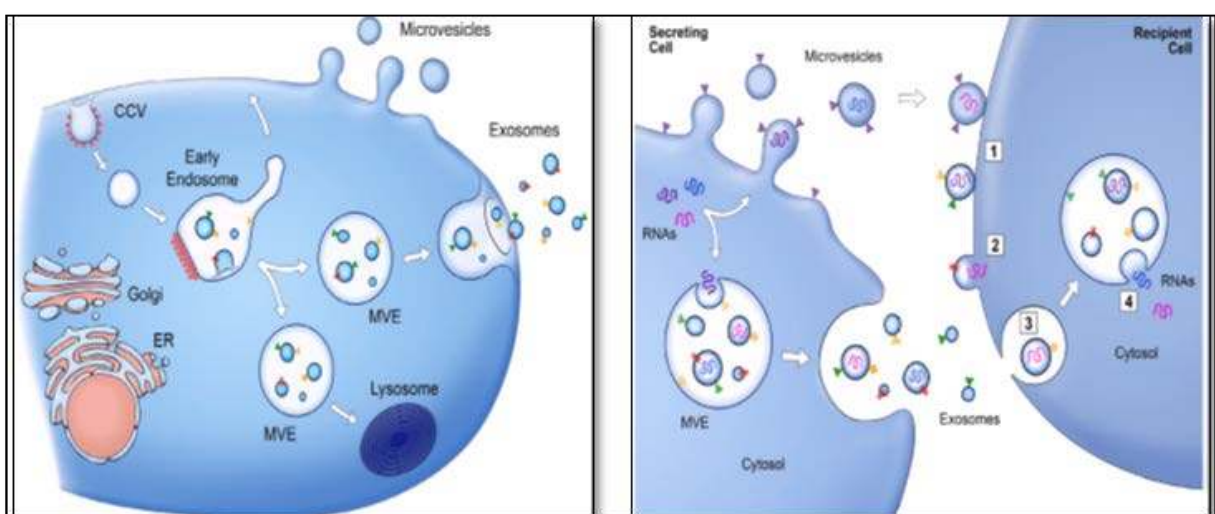 Microvesicles
CCV
Exosomes
Early
Endosome
MVE
Golgi
ER
MVE
Lysosome
Secreting
Cell
Microvesicles
Recipient
Cell
1
RNAs
2
RNAs
4
3
Cytosol
MVE
Exosomes
Cytosol